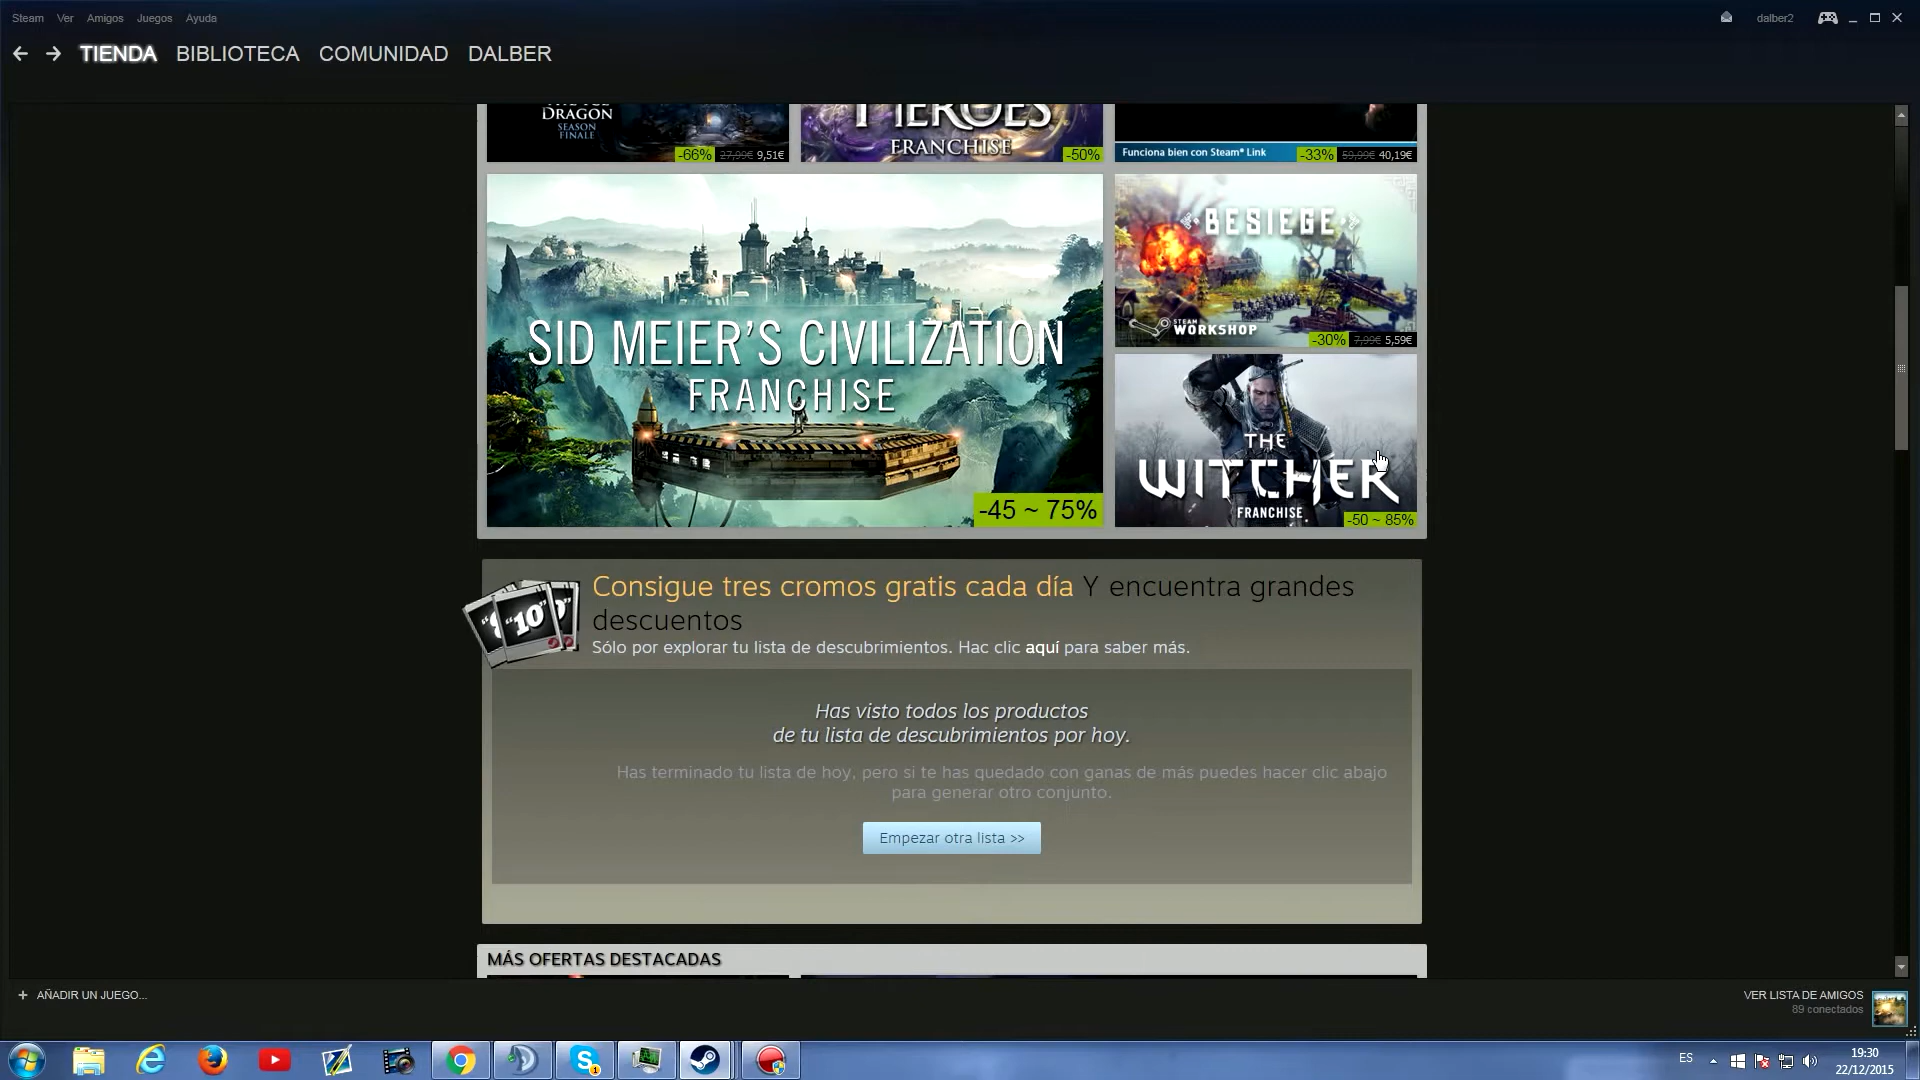 Steam Ver Amigos Juegos Ayuda
dalber2
TIENDA BIBLIOTECA COMUNIDAD DALBER
DRAGON
SEASON
FINALE
-66% 27,99€ 9,51€
HEROES
FRANCHISE
-50%
Funciona bien con Steam® Link
-33% 59,99€ 40,19€
SID MEIER'S CIVILIZATION
FRANCHISE
-45 ~ 75%
BESIEGE
STEAM
WORKSHOP
-30% 7,99€ 5,59€
THE
WITCHER
FRANCHISE
-50 ~ 85%
"10"
Consigue tres cromos gratis cada día Y encuentra grandes
descuentos
Sólo por explorar tu lista de descubrimientos. Hac clic aquí para saber más.
Has visto todos los productos
de tu lista de descubrimientos por hoy.
Has terminado tu lista de hoy, pero si te has quedado con ganas de más puedes hacer clic abajo
para generar otro conjunto.
Empezar otra lista >>
MÁS OFERTAS DESTACADAS
+ AÑADIR UN JUEGO...
VER LISTA DE AMIGOS
89 conectados
1
ES
19:30
22/12/2015